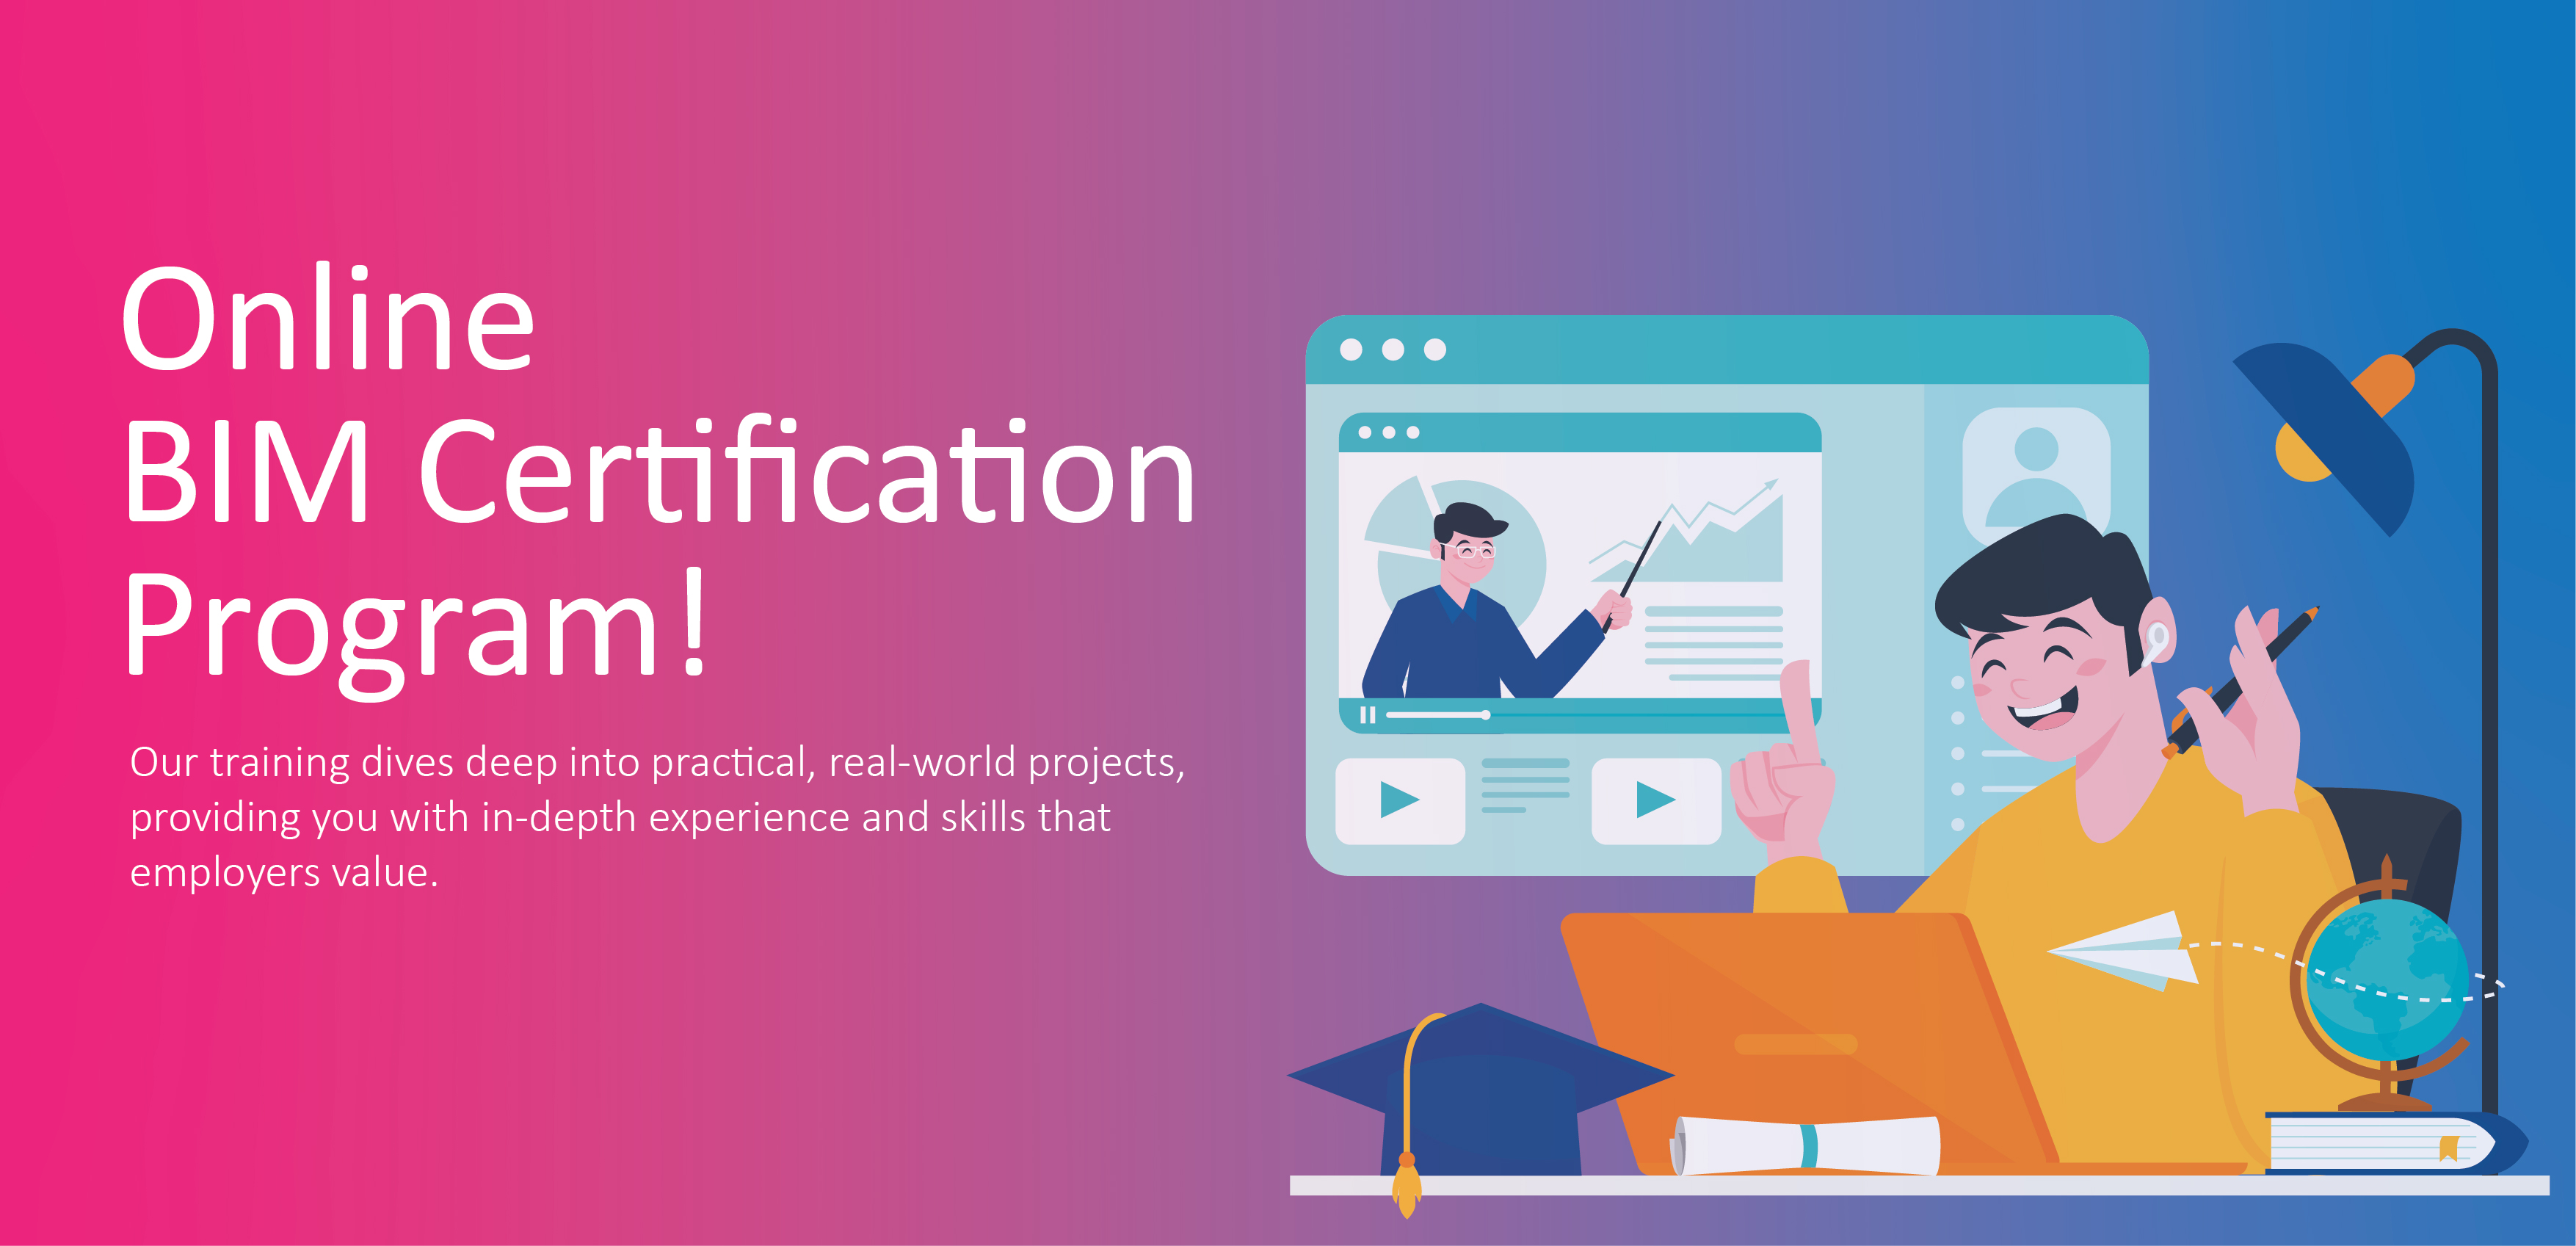 Online
BIM Certification
Program!
Our training dives deep into practical, real-world projects,
providing you with in-depth experience and skills that
employers value.